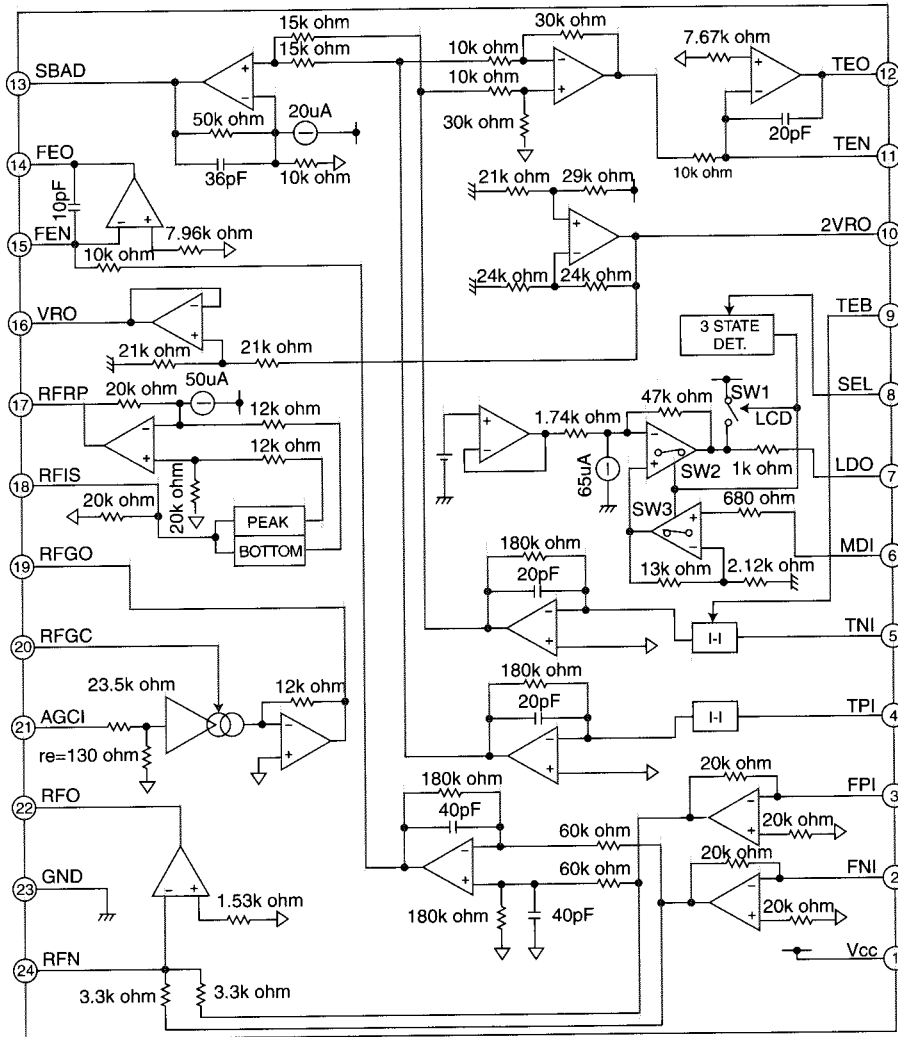 15k ohm
15k ohm
30k ohm
10k ohm
10k ohm
30k ohm
7.67k ohm
20pF
10k ohm
13 SBAD
+
-
50k ohm
20uA
36pF
10k ohm
-
+
+
-
TEO 12
TEN 11
14 FEO
10pF
- +
7.96k ohm
15 FEN
10k ohm
21k ohm
29k ohm
+
-
24k ohm
24k ohm
2VRO 10
16 VRO
-
+
21k ohm
21k ohm
TEB 9
3 STATE
DET.
SEL 8
17 RFRP
20k ohm
50uA
12k ohm
-
+
12k ohm
20k ohm
18 RFIS
20k ohm
PEAK
BOTTOM
+
-
1.74k ohm
65uA
47k ohm
-
+
SW1
LCD
SW2
1k ohm
LDO 7
SW3
680 ohm
+
-
MDI 6
13k ohm
2.12k ohm
19 RFGO
180k ohm
20pF
-
+
I-I
TNI 5
20 RFGC
23.5k ohm
21 AGCI
re=130 ohm
12k ohm
-
+
180k ohm
20pF
-
+
I-I
TPI 4
22 RFO
- +
1.53k ohm
23 GND
24 RFN
3.3k ohm
3.3k ohm
180k ohm
40pF
-
+
60k ohm
60k ohm
180k ohm
40pF
20k ohm
-
+
20k ohm
FPI 3
20k ohm
-
+
20k ohm
FNI 2
Vcc 1